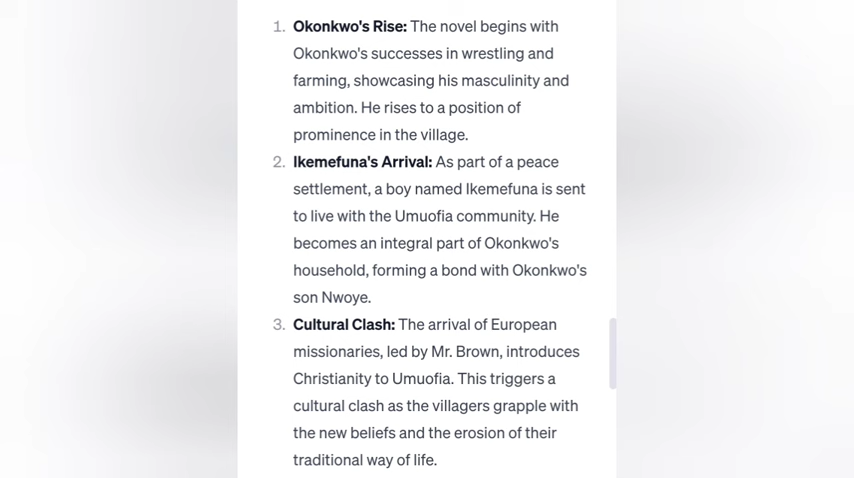 1. Okonkwo's Rise: The novel begins with
Okonkwo's successes in wrestling and
farming, showcasing his masculinity and
ambition. He rises to a position of
prominence in the village.
2. Ikemefuna's Arrival: As part of a peace
settlement, a boy named Ikemefuna is sent
to live with the Umuofia community. He
becomes an integral part of Okonkwo's
household, forming a bond with Okonkwo's
son Nwoye.
3. Cultural Clash: The arrival of European
missionaries, led by Mr. Brown, introduces
Christianity to Umuofia. This triggers a
cultural clash as the villagers grapple with
the new beliefs and the erosion of their
traditional way of life.